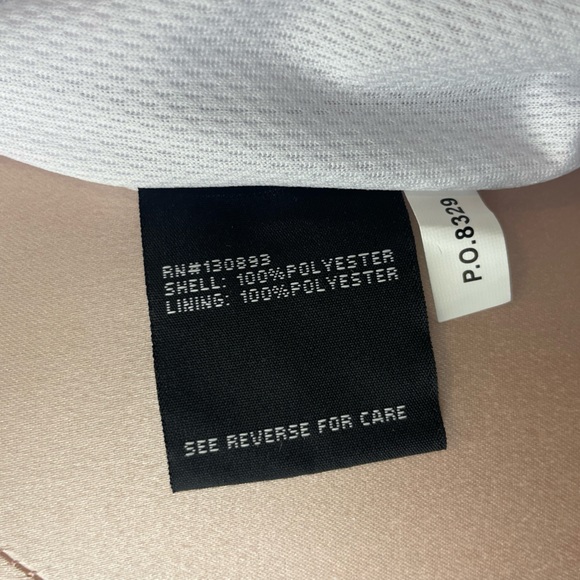 RN#130893
SHELL: 100%POLYESTER
LINING: 100%POLYESTER
SEE REVERSE FOR CARE
P.O.8329